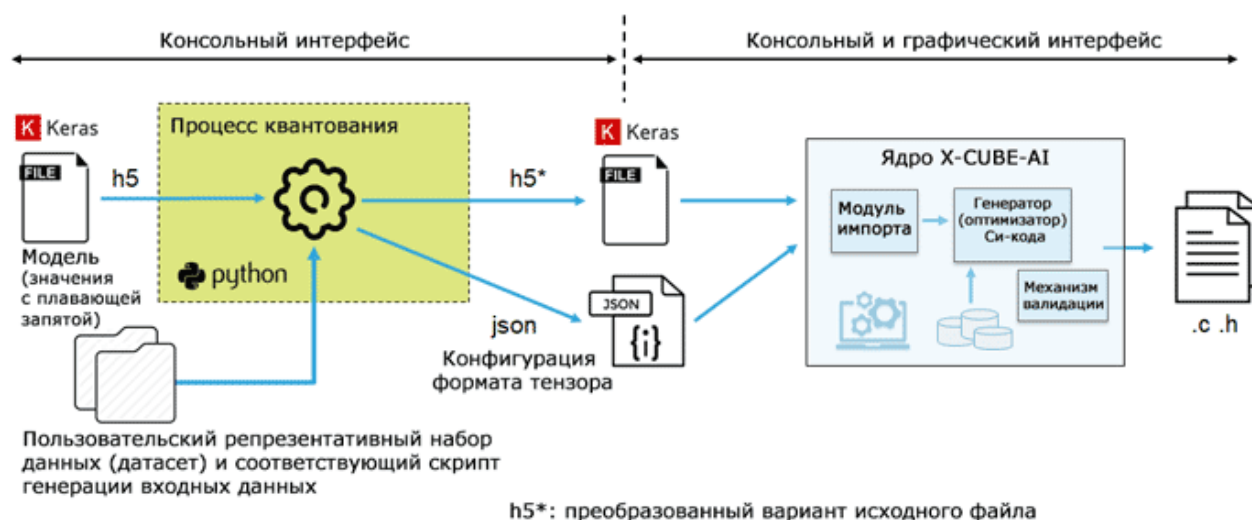 Консольный интерфейс
Консольный и графический интерфейс
K Keras
FILE
h5
Модель
(значения
с плавающей
запятой)
Процесс квантования
python
h5*
K Keras
FILE
json
JSON
{i}
Конфигурация
формата тензора
Ядро X-CUBE-AI
Модуль
импорта
Генератор
(оптимизатор)
Си-кода
Механизм
валидации
.c .h
Пользовательский репрезентативный набор
данных (датасет) и соответствующий скрипт
генерации входных данных
h5*: преобразованный вариант исходного файла